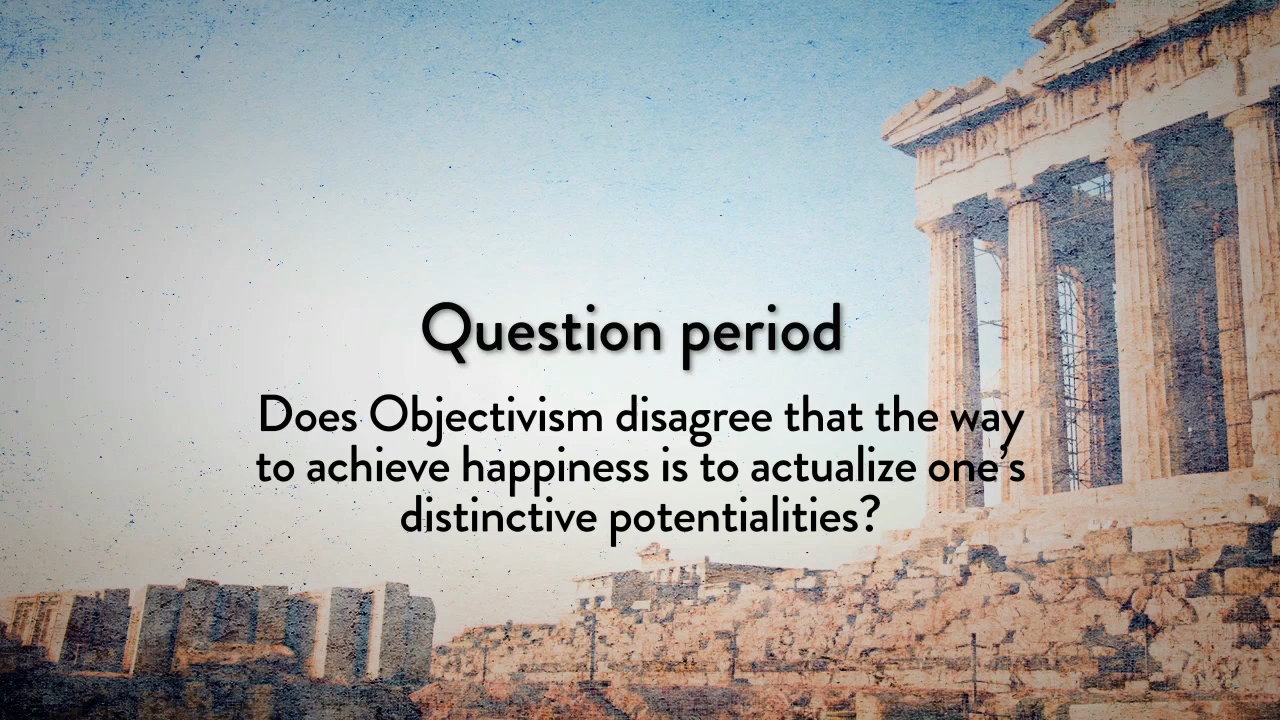 Question period
Does Objectivism disagree that the way
to achieve happiness is to actualize one's
distinctive potentialities?